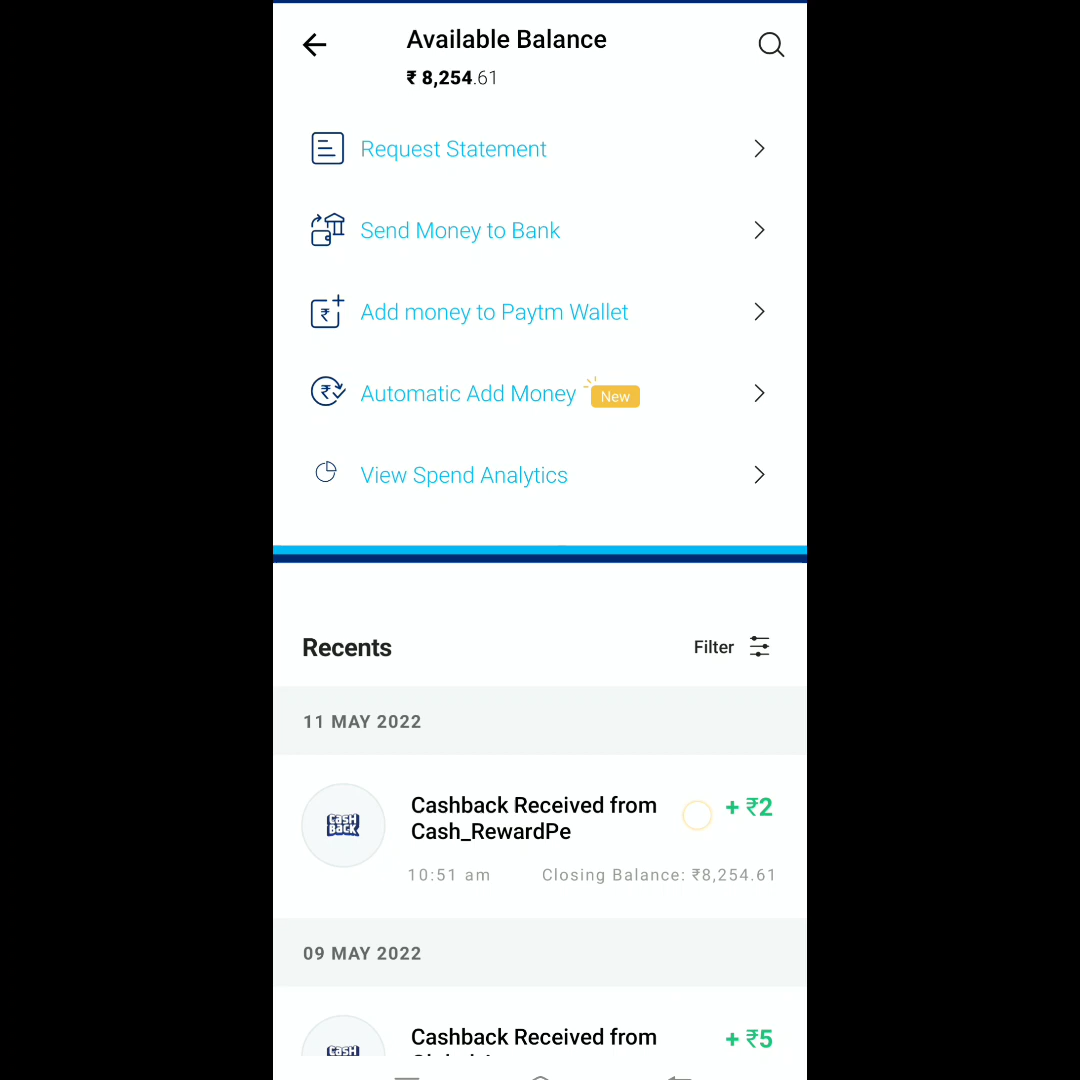 Available Balance
₹ 8,254.61
Request Statement
Send Money to Bank
₹
Add money to Paytm Wallet
₹
Automatic Add Money New
View Spend Analytics
Recents
Filter
11 MAY 2022
CASH
BACK
Cashback Received from
Cash_RewardPe
+ ₹2
10:51 am
Closing Balance: ₹8,254.61
09 MAY 2022
CASH
Cashback Received from
+ ₹5